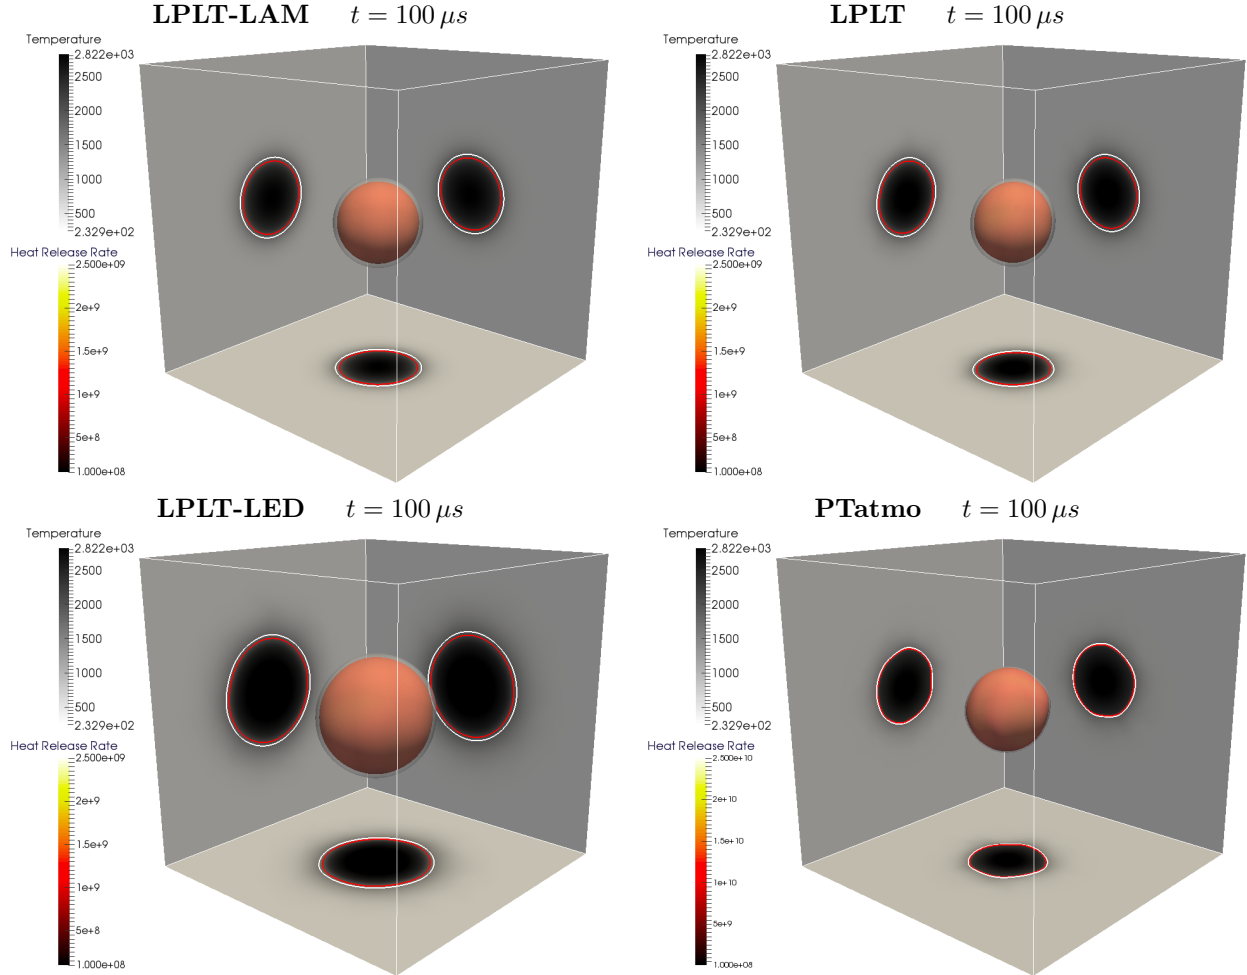 LPLT-LAM t = 100 μs
Temperature
2.822e+03
2500
2000
1500
1000
500
2.329e+02
Heat Release Rate
2.500e+09
2e+9
1.5e+9
1e+9
5e+8
1.000e+08
LPLT t = 100 μs
Temperature
2.822e+03
2500
2000
1500
1000
500
2.329e+02
Heat Release Rate
2.500e+09
2e+9
1.5e+9
1e+9
5e+8
1.000e+08
LPLT-LED t = 100 μs
Temperature
2.822e+03
2500
2000
1500
1000
500
2.329e+02
Heat Release Rate
2.500e+09
2e+9
1.5e+9
1e+9
5e+8
1.000e+08
PTatmo t = 100 μs
Temperature
2.822e+03
2500
2000
1500
1000
500
2.329e+02
Heat Release Rate
2.500e+10
2e+10
1.5e+10
1e+10
5e+9
1.000e+08